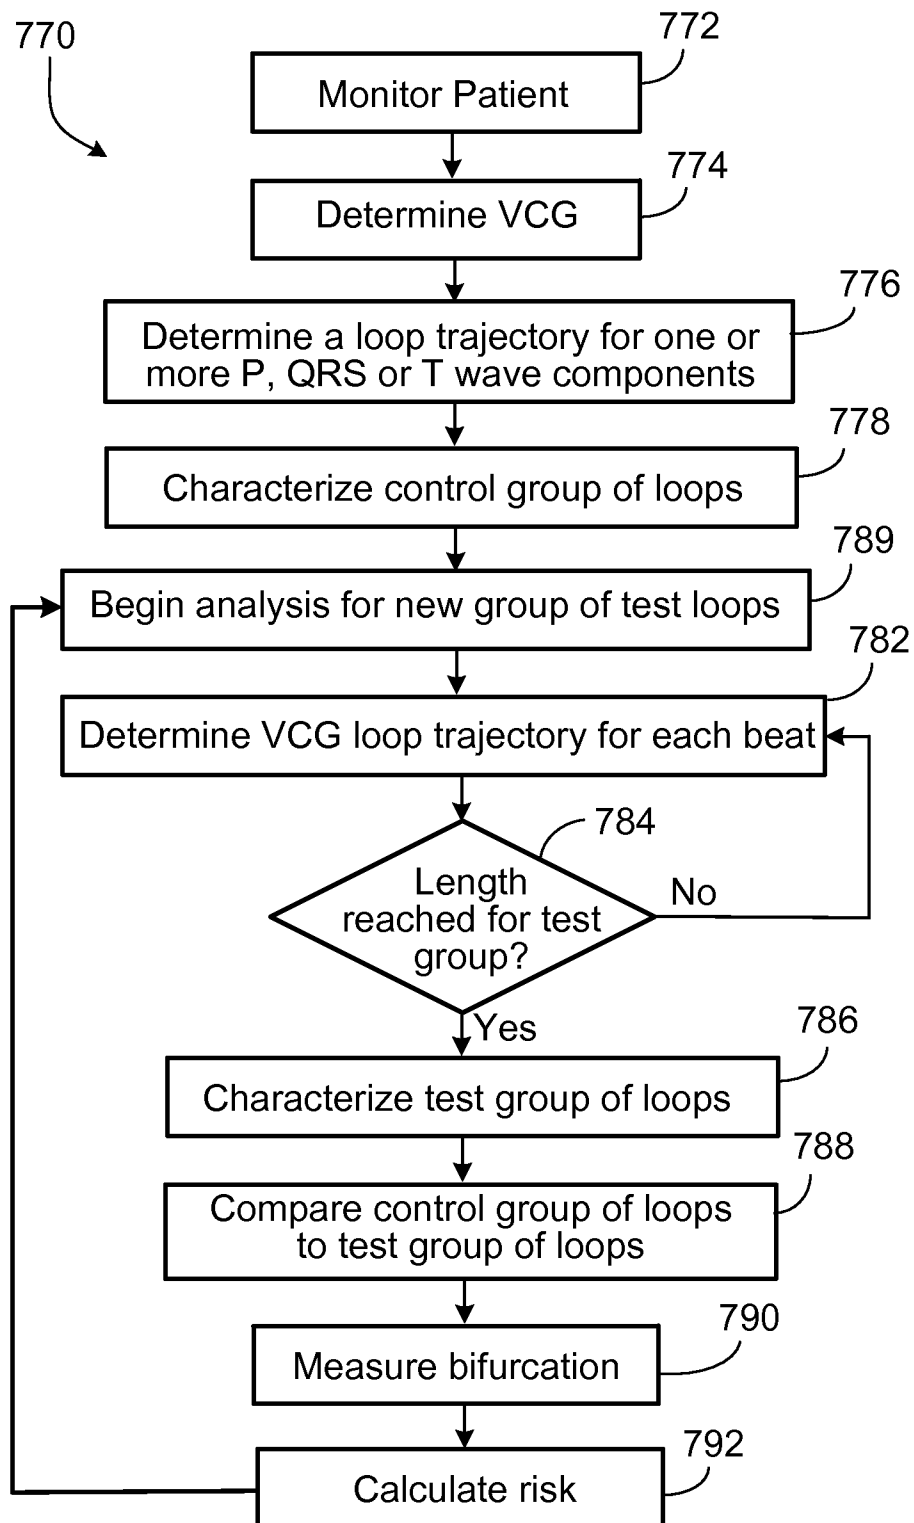 770
772
Monitor Patient
774
Determine VCG
776
Determine a loop trajectory for one or
more P, QRS or T wave components
778
Characterize control group of loops
789
Begin analysis for new group of test loops
782
Determine VCG loop trajectory for each beat
784
Length
reached for test
group?
No
Yes
786
Characterize test group of loops
788
Compare control group of loops
to test group of loops
790
Measure bifurcation
792
Calculate risk